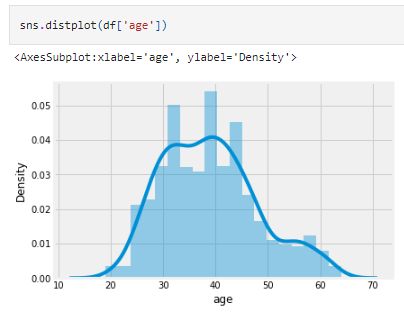 sns.distplot(df['age'])
<AxesSubplot:xlabel='age', ylabel='Density'>
0.05
0.04
0.03
0.02
0.01
0.00
Density
10 20 30 40 50 60 70
age